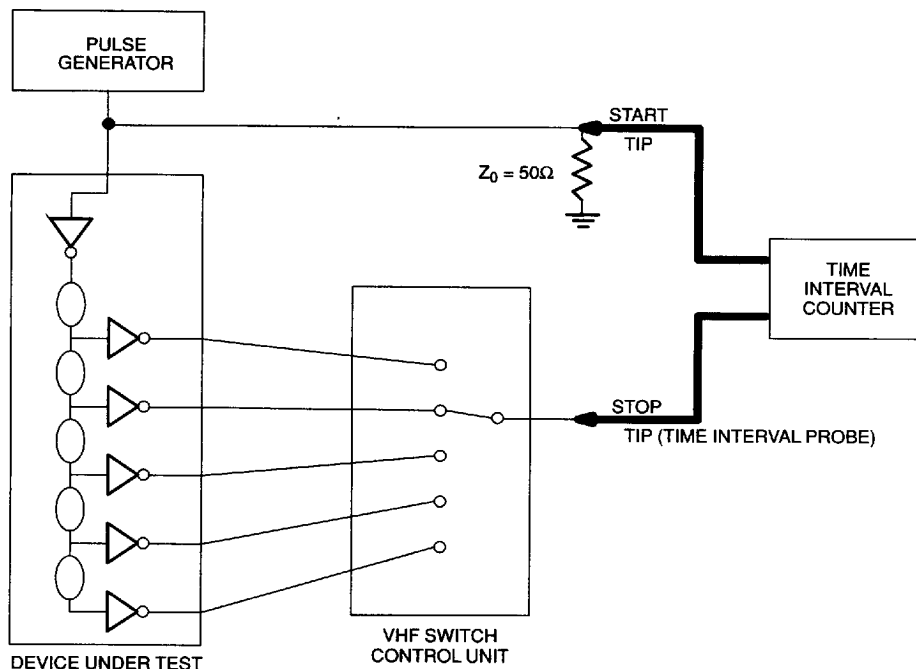 PULSE
GENERATOR
START
TIP
Z0 = 50Ω
TIME
INTERVAL
COUNTER
STOP
TIP (TIME INTERVAL PROBE)
DEVICE UNDER TEST
VHF SWITCH
CONTROL UNIT